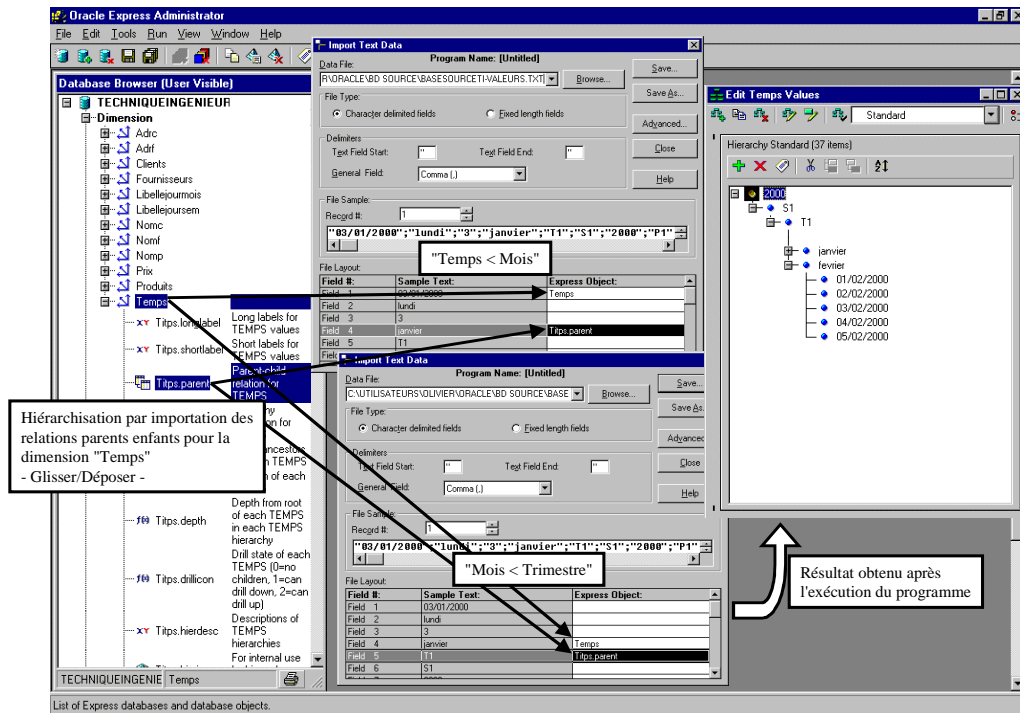 Oracle Express Administrator
File Edit Tools Run View Window Help
Database Browser (User Visible)
TECHNIQUEINGENIEUR
Dimension
Adrc
Adrf
Clients
Fournisseurs
Libellejourmois
Libellejoursem
Nomc
Nomf
Nomp
Prix
Produits
Temps
Titps.longlabel Long labels for
TEMPS values
Titps.shortlabel Short labels for
TEMPS values
Titps.parent Parent-child
relation for
TEMPS
Hiérarchisation par importation des
relations parents enfants pour la
dimension "Temps"
- Glisser/Déposer -
Titps.depth Depth from root
of each TEMPS
in each TEMPS
hierarchy
Titps.drillicon Drill state of each
TEMPS (0=no
children, 1=can
drill down, 2=can
drill up)
Titps.hierdesc Descriptions of
TEMPS
hierarchies
For internal use
TECHNIQUEINGENIE Temps
List of Express databases and database objects.
Import Text Data
Program Name: [Untitled]
Data File:
R\ORACLE\BD SOURCE\BASESOURCETI-VALEURS.TXT Browse...
Save...
Save As...
Advanced...
Close
Help
File Type:
Character delimited fields Fixed length fields
Delimiters
Text Field Start: " Text Field End: "
General Field: Comma (,)
File Sample:
Record #: 1
"03/01/2000";"lundi";"3";"janvier";"T1";"S1";"2000";"P1"
"Temps < Mois"
File Layout:
Field #: Sample Text: Express Object:
Field 1 03/01/2000 Temps
Field 2 lundi
Field 3 3
Field 4 janvier Titps.parent
Field 5 T1
Import Text Data
Program Name: [Untitled]
Data File:
C:\UTILISATEURS\OLIVIER\ORACLE\BD SOURCE\BASE Browse...
Save...
Save As.
Advanced
Close
Help
File Type:
Character delimited fields Fixed length fields
Delimiters
Text Field Start: " Text Field End: "
General Field: Comma (,)
File Sample:
Record #: 1
"03/01/2000";"lundi";"3";"janvier";"T1";"S1";"2000";"P1"
"Mois < Trimestre"
File Layout:
Field #: Sample Text: Express Object:
Field 1 03/01/2000
Field 2 lundi
Field 3 3
Field 4 janvier Temps
Field 5 T1 Titps.parent
Field 6 S1
Edit Temps Values
Standard
Hierarchy Standard (37 items)
2000
S1
T1
janvier
fevrier
01/02/2000
02/02/2000
03/02/2000
04/02/2000
05/02/2000
Résultat obtenu après
l'exécution du programme